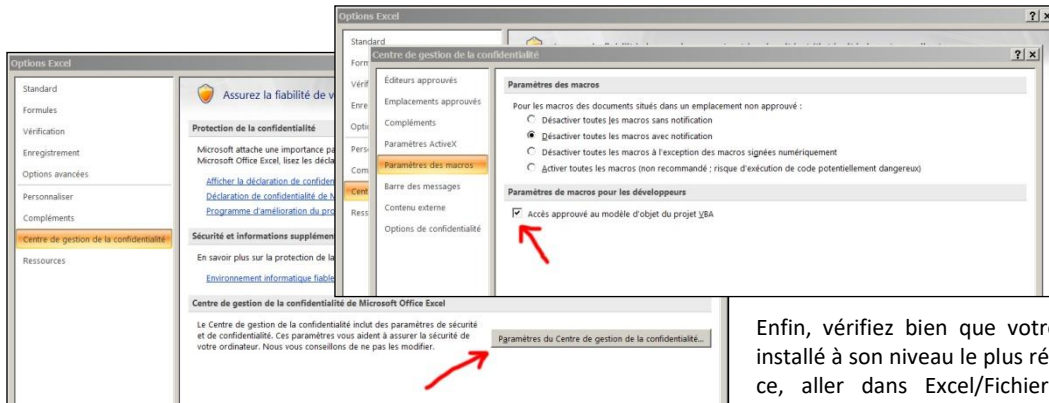 Options Excel
Standard
Form
Vérif
Enre
Optio
Pers
Com
Cent
Ress
Centre de gestion de la confidentialité
Éditeurs approuvés
Emplacements approuvés
Compléments
Paramètres ActiveX
Paramètres des macros
Barre des messages
Contenu externe
Options de confidentialité
Paramètres des macros
Pour les macros des documents situés dans un emplacement non approuvé :
Désactiver toutes les macros sans notification
Désactiver toutes les macros avec notification
Désactiver toutes les macros à l'exception des macros signées numériquement
Activer toutes les macros (non recommandé ; risque d'exécution de code potentiellement dangereux)
Paramètres de macros pour les développeurs
Accès approuvé au modèle d'objet du projet VBA
Options Excel
Standard
Formules
Vérification
Enregistrement
Options avancées
Personnaliser
Compléments
Centre de gestion de la confidentialité
Ressources
Assurez la fiabilité de v
Protection de la confidentialité
Microsoft attache une importance pa
Microsoft Office Excel, lisez les décla
Afficher la déclaration de confiden
Déclaration de confidentialité de M
Programme d'amélioration du pro
Sécurité et informations supplémen
En savoir plus sur la protection de la
Environnement informatique fiable
Centre de gestion de la confidentialité de Microsoft Office Excel
Le Centre de gestion de la confidentialité inclut des paramètres de sécurité
et de confidentialité. Ces paramètres vous aident à assurer la sécurité de
votre ordinateur. Nous vous conseillons de ne pas les modifier.
Paramètres du Centre de gestion de la confidentialité...
Enfin, vérifiez bien que votre
installé à son niveau le plus ré
ce, aller dans Excel/Fichier